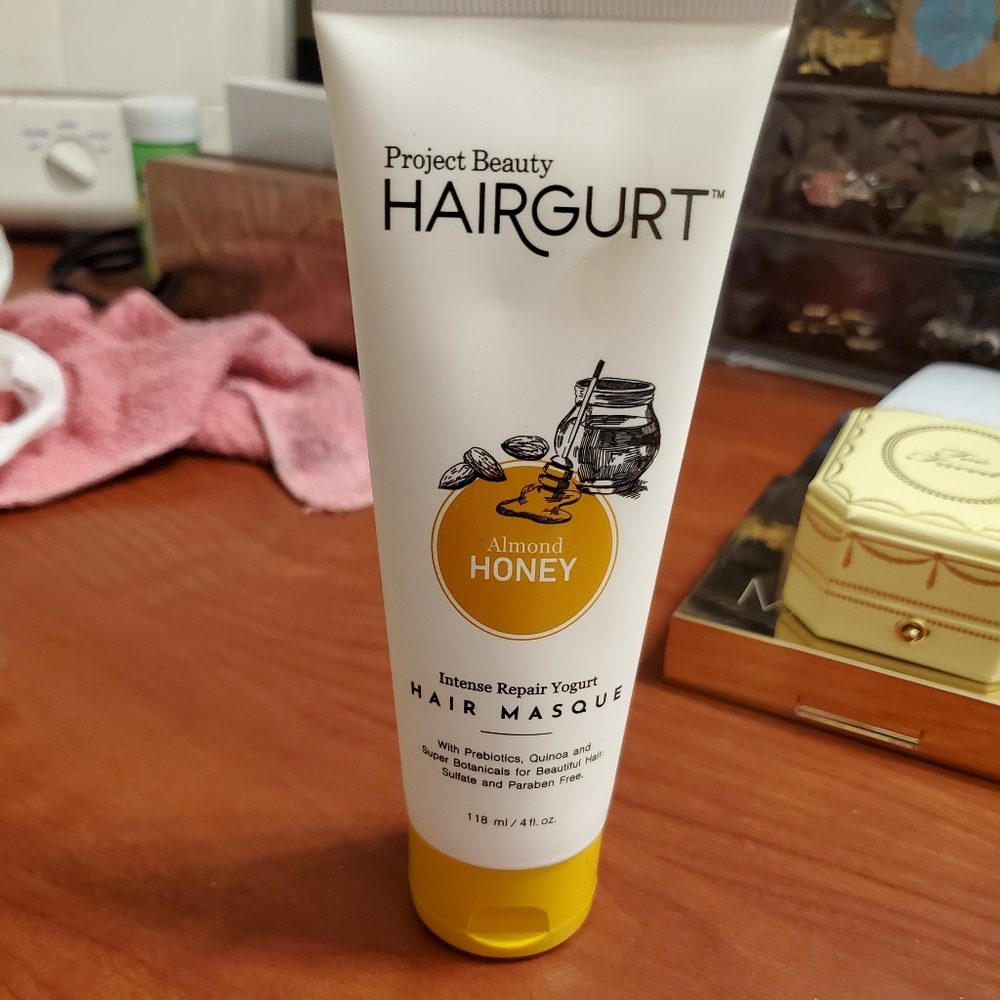 Project Beauty
HAIRGURT™
Almond
HONEY
Intense Repair Yogurt
HAIR MASQUE
With Prebiotics, Quinoa and
Super Botanicals for Beautiful Hair.
Sulfate and Paraben Free.
118 ml / 4 fl. oz.